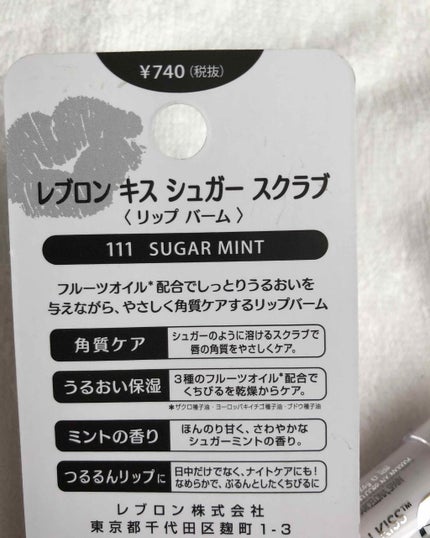 ¥740(税抜)
レブロン キス シュガー スクラブ
〈リップ バーム〉
111 SUGAR MINT
フルーツオイル*配合でしっとりうるおいを
与えながら、やさしく角質ケアするリップバーム
角質ケア
シュガーのように溶けるスクラブで
唇の角質をやさしくケア。
うるおい保湿
3種のフルーツオイル*配合で
くちびるを乾燥からケア。
*ザクロ種子油・ヨーロッパキイチゴ種子油・ブドウ種子油
ミントの香り
ほんのり甘く、さわやかな
シュガーミントの香り。
つるるんリップに
日中だけでなく、ナイトケアにも!
なめらかで、ぷるんとしたくちびるに
レブロン株式会社
東京都千代田区麹町1-3